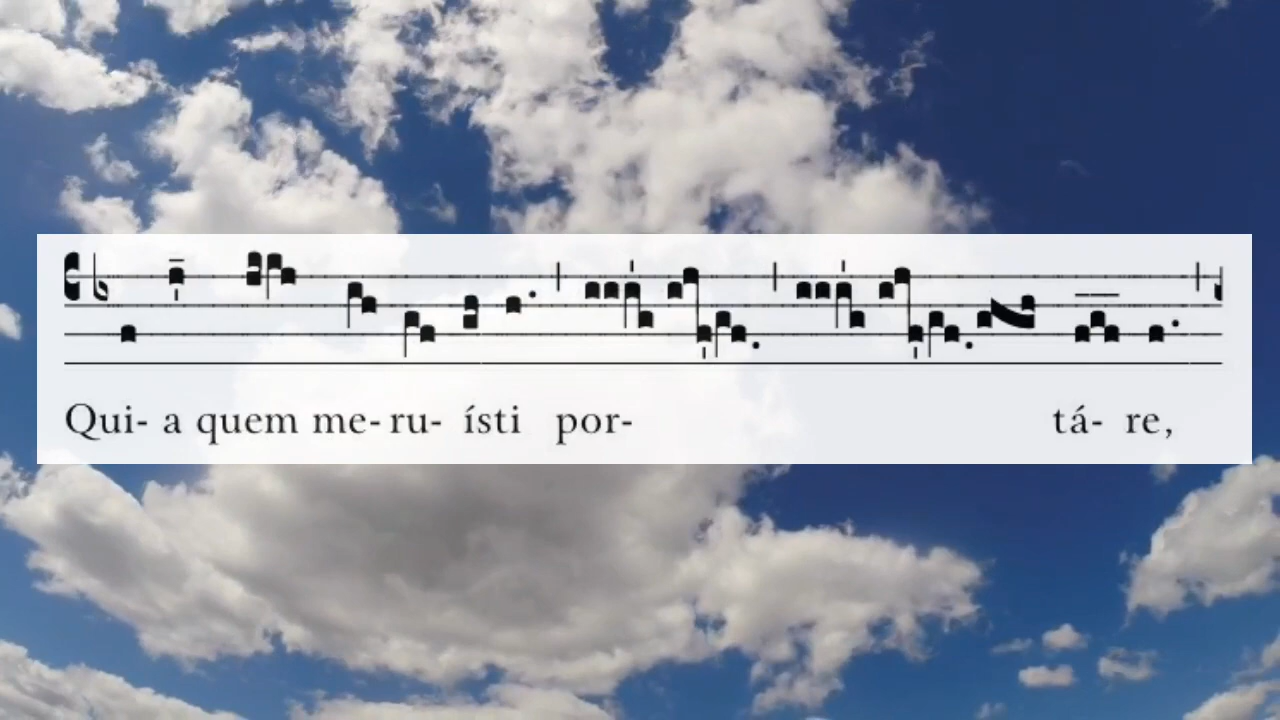 Qui- a quem me- ru- ísti por- tá- re,